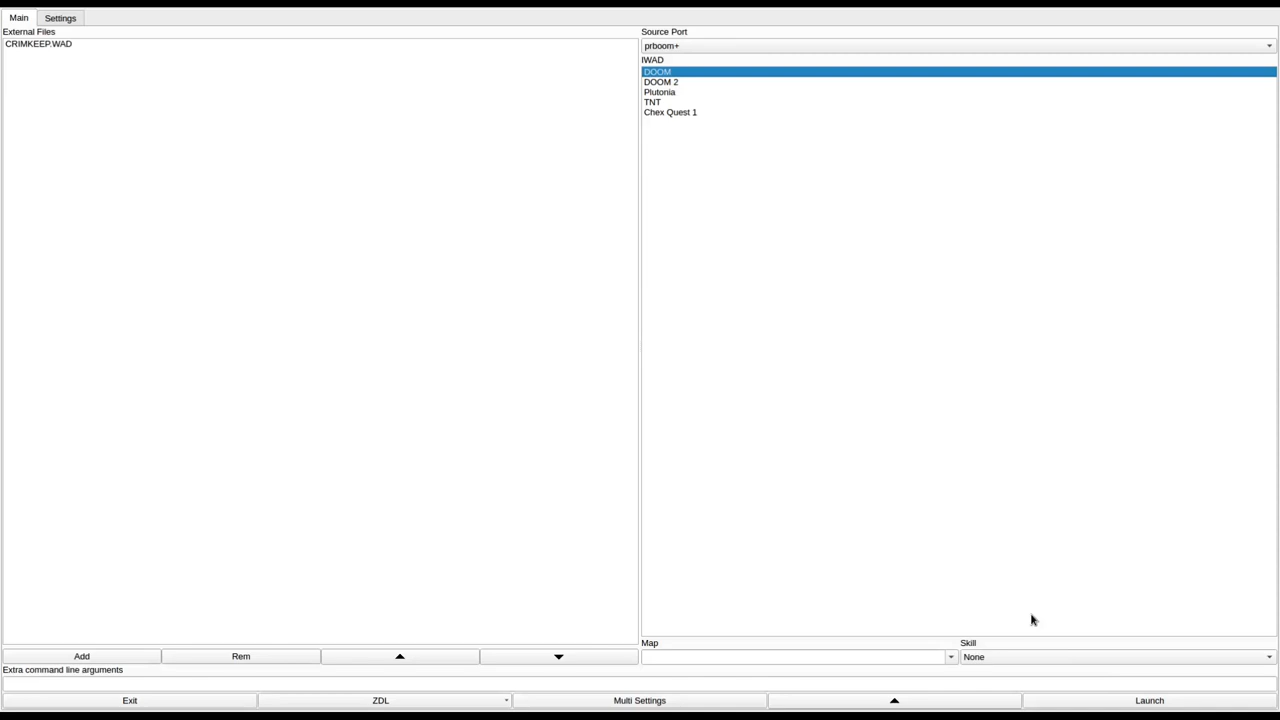 Main
Settings
External Files
CRIMKEEP.WAD
Source Port
prboom+
IWAD
DOOM
DOOM 2
Plutonia
TNT
Chex Quest 1
Map
Skill
None
Add
Rem
Extra command line arguments
Exit
ZDL
Multi Settings
Launch